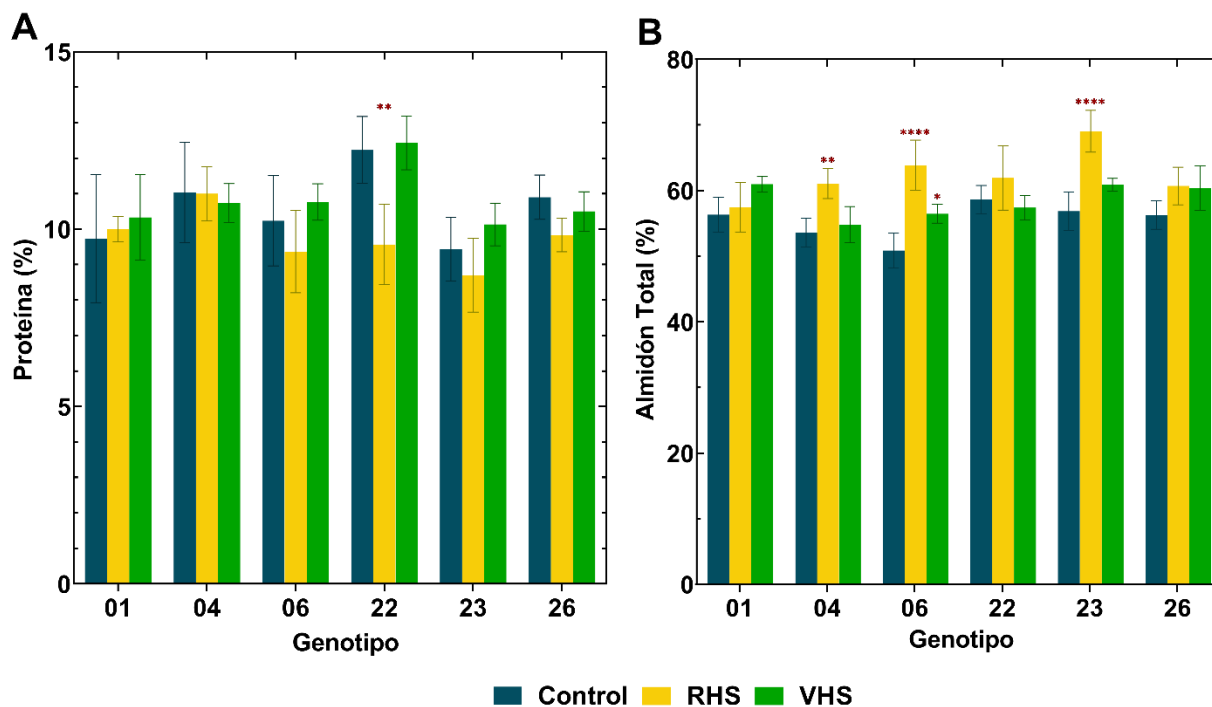 A
Proteína (%)
15
10
5
0
**
01 04 06 22 23 26
Genotipo
B
Almidón Total (%)
80
60
40
20
0
** **** * ****
01 04 06 22 23 26
Genotipo
Control RHS VHS